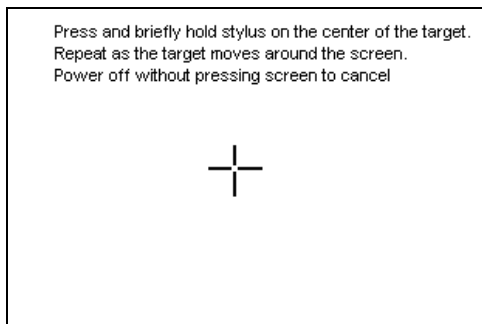 Press and briefly hold stylus on the center of the target.
Repeat as the target moves around the screen.
Power off without pressing screen to cancel